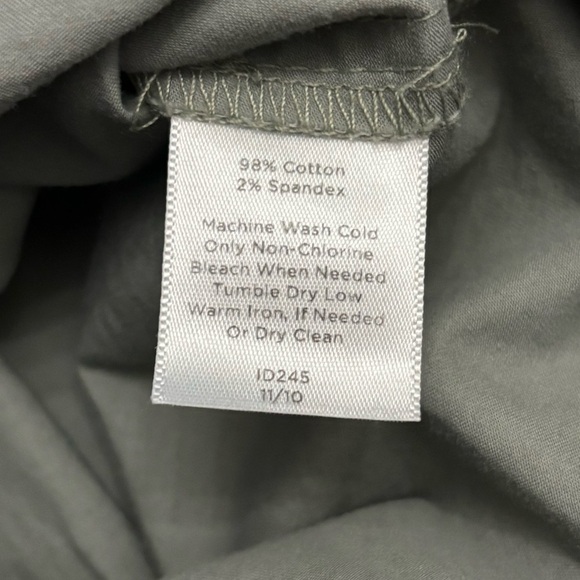 98% Cotton
2% Spandex
Machine Wash Cold
Only Non-Chlorine
Bleach When Needed
Tumble Dry Low
Warm Iron, If Needed
Or Dry Clean
ID245
11/10